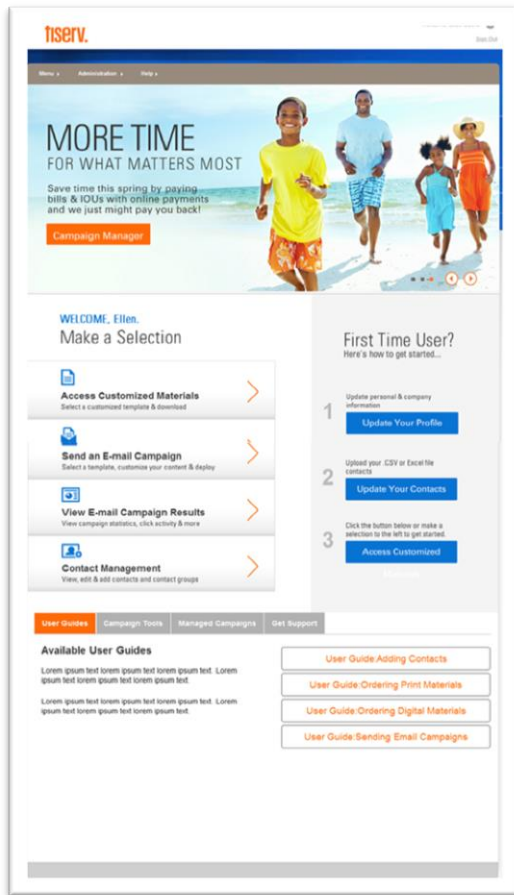 fiserv.
Sign Out
Menu
Administration
Help
MORE TIME
FOR WHAT MATTERS MOST
Save time this spring by paying
bills & IOUs with online payments
and we just might pay you back!
Campaign Manager
WELCOME, Ellen.
Make a Selection
Access Customized Materials
Select a customized template & download
Send an E-mail Campaign
Select a template, customize your content & deploy
View E-mail Campaign Results
View campaign statistics, click activity & more
Contact Management
View, edit & add contacts and contact groups
First Time User?
Here's how to get started...
1
Update personal & company
information
Update Your Profile
2
Upload your .CSV or Excel file
contacts
Update Your Contacts
3
Click the button below or make a
selection to the left to get started.
Access Customized
User Guides
Campaign Tools
Managed Campaigns
Get Support
Available User Guides
Lorem ipsum text lorem ipsum text lorem ipsum text. Lorem
ipsum text lorem ipsum text lorem ipsum text.
Lorem ipsum text lorem ipsum text lorem ipsum text. Lorem
ipsum text lorem ipsum text lorem ipsum text.
User Guide:Adding Contacts
User Guide:Ordering Print Materials
User Guide:Ordering Digital Materials
User Guide:Sending Email Campaigns